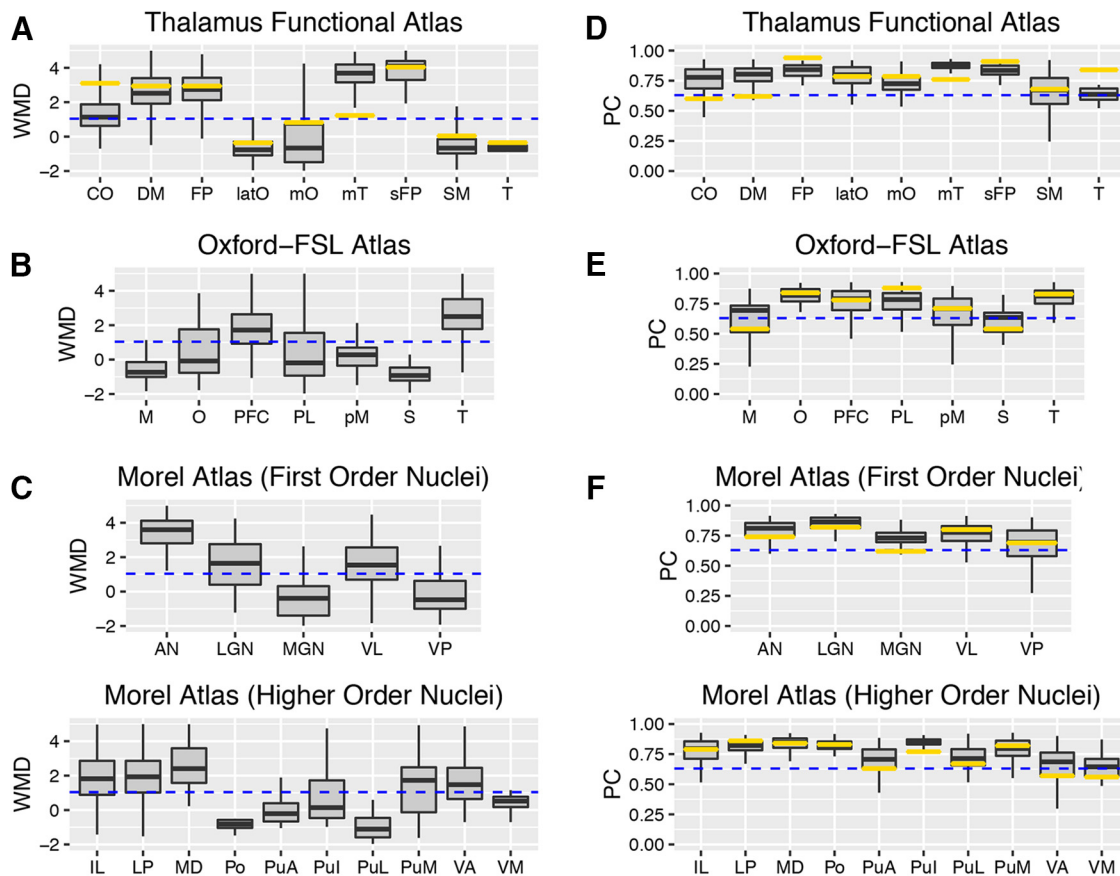 A
Thalamus Functional Atlas
WMD
4
2
0
−2
CO DM FP latO mO mT sFP SM T
B
Oxford−FSL Atlas
WMD
4
2
0
−2
M O PFC PL pM S T
C
Morel Atlas (First Order Nuclei)
WMD
4
2
0
−2
AN LGN MGN VL VP
Morel Atlas (Higher Order Nuclei)
WMD
4
2
0
−2
IL LP MD Po PuA PuI PuL PuM VA VM
D
Thalamus Functional Atlas
PC
1.00
0.75
0.50
0.25
0.00
CO DM FP latO mO mT sFP SM T
E
Oxford−FSL Atlas
PC
1.00
0.75
0.50
0.25
0.00
M O PFC PL pM S T
F
Morel Atlas (First Order Nuclei)
PC
1.00
0.75
0.50
0.25
0.00
AN LGN MGN VL VP
Morel Atlas (Higher Order Nuclei)
PC
1.00
0.75
0.50
0.25
0.00
IL LP MD Po PuA PuI PuL PuM VA VM